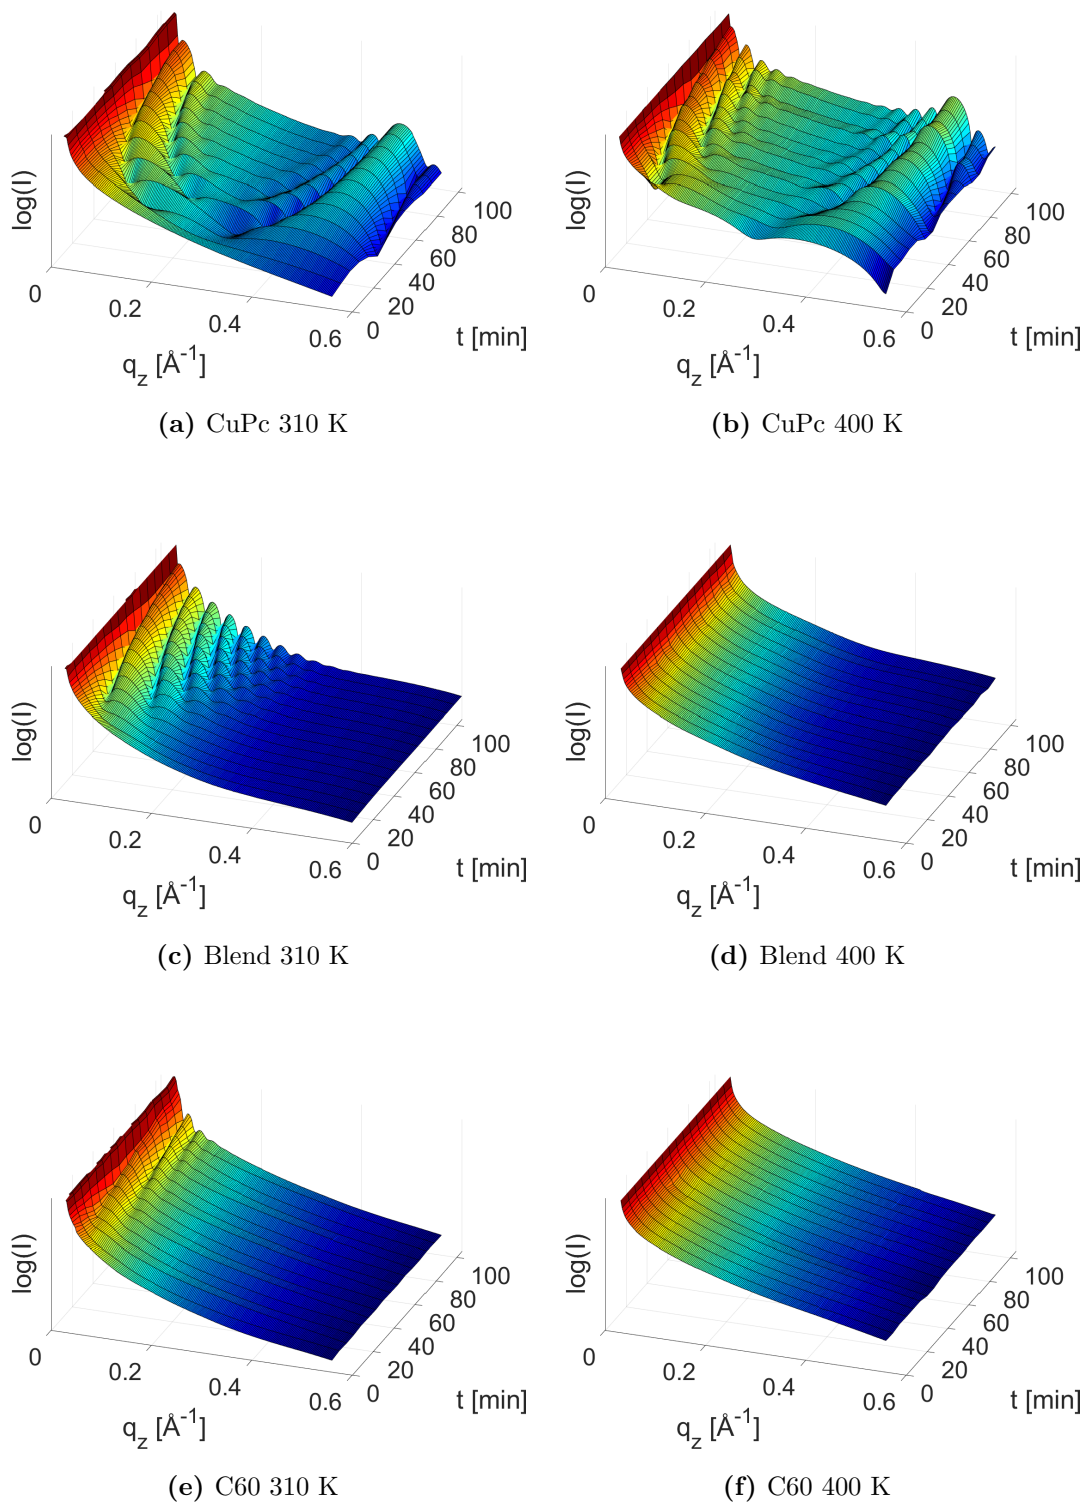 log(I)
0
0.2
0.4
0.6
q_z [Å^-1]
0
20
40
60
80
100
t [min]
(a) CuPc 310 K
log(I)
0
0.2
0.4
0.6
q_z [Å^-1]
0
20
40
60
80
100
t [min]
(b) CuPc 400 K
log(I)
0
0.2
0.4
0.6
q_z [Å^-1]
0
20
40
60
80
100
t [min]
(c) Blend 310 K
log(I)
0
0.2
0.4
0.6
q_z [Å^-1]
0
20
40
60
80
100
t [min]
(d) Blend 400 K
log(I)
0
0.2
0.4
0.6
q_z [Å^-1]
0
20
40
60
80
100
t [min]
(e) C60 310 K
log(I)
0
0.2
0.4
0.6
q_z [Å^-1]
0
20
40
60
80
100
t [min]
(f) C60 400 K